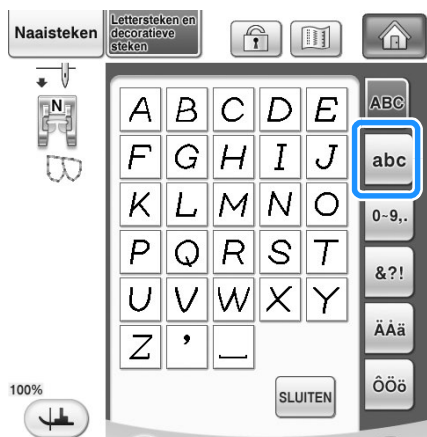 Naaisteken
Lettersteken en
decoratieve
steken
N
A B C D E
F G H I J
K L M N O
P Q R S T
U V W X Y
Z ' _
ABC
abc
0~9,.
&?!
ÄÅä
ÔÖö
SLUITEN
100%